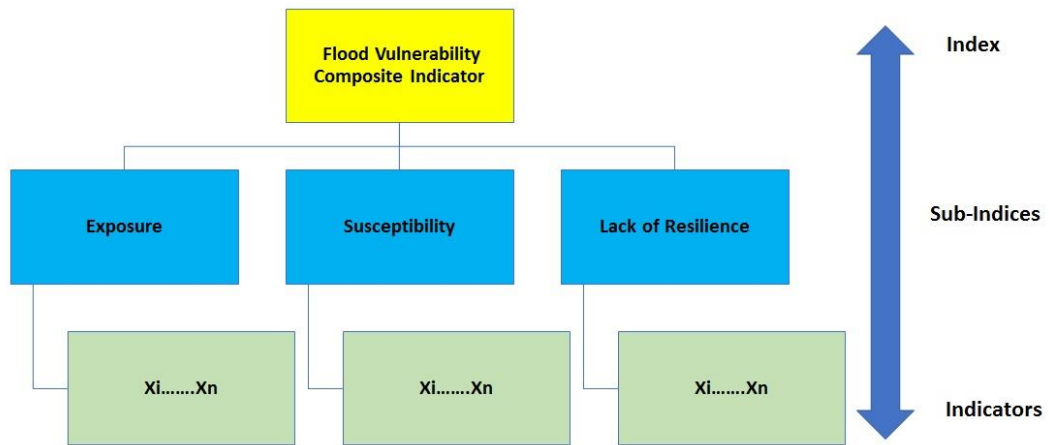 Flood Vulnerability
Composite Indicator
Index
Exposure
Susceptibility
Lack of Resilience
Sub-Indices
Xi.......Xn
Xi.......Xn
Xi.......Xn
Indicators